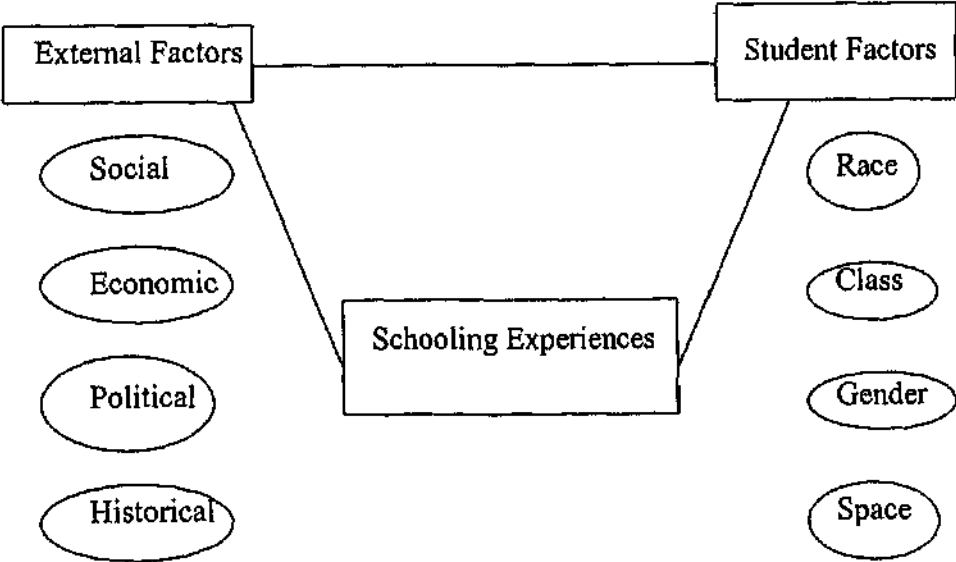 External Factors
Student Factors
Social
Race
Economic
Class
Schooling Experiences
Political
Gender
Historical
Space